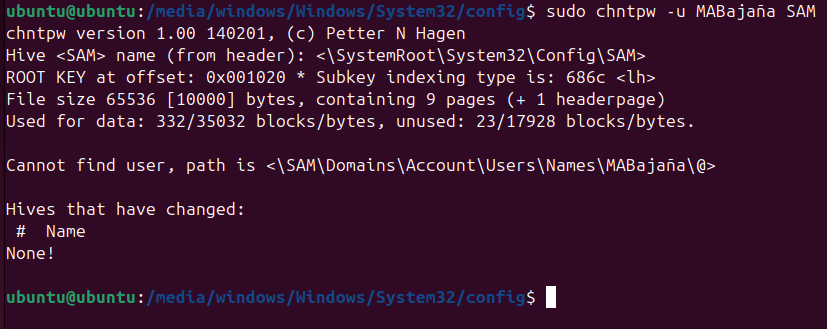 ubuntu@ubuntu:/media/windows/Windows/System32/config$ sudo chntpw -u MABajaña SAM
chntpw version 1.00 140201, (c) Petter N Hagen
Hive <SAM> name (from header): <\SystemRoot\System32\Config\SAM>
ROOT KEY at offset: 0x001020 * Subkey indexing type is: 686c <lh>
File size 65536 [10000] bytes, containing 9 pages (+ 1 headerpage)
Used for data: 332/35032 blocks/bytes, unused: 23/17928 blocks/bytes.
Cannot find user, path is <\SAM\Domains\Account\Users\Names\MABajaña\@>
Hives that have changed:
 #  Name
None!
ubuntu@ubuntu:/media/windows/Windows/System32/config$